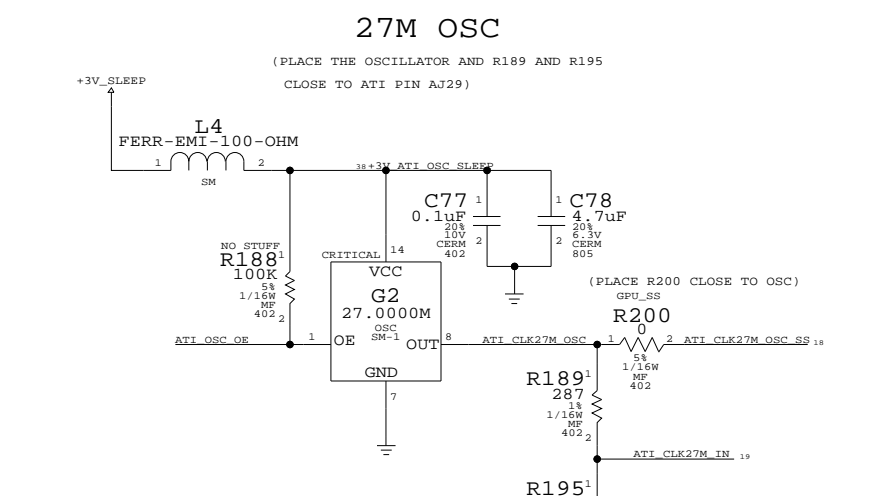 27M OSC
(PLACE THE OSCILLATOR AND R189 AND R195
CLOSE TO ATI PIN AJ29)
+3V_SLEEP
L4
FERR-EMI-100-OHM
1
2
SM
38
+3V_ATI_OSC_SLEEP
C77
0.1uF
20%
10V
CERM
402
1
2
C78
4.7uF
20%
6.3V
CERM
805
1
2
NO STUFF
R188
100K
5%
1/16W
MF
402
1
2
CRITICAL
14
VCC
G2
27.0000M
OSC
SM-1
OE
OUT
GND
1
8
7
ATI_OSC_OE
ATI_CLK27M_OSC
(PLACE R200 CLOSE TO OSC)
GPU_SS
R200
0
1
2
5%
1/16W
MF
402
ATI_CLK27M_OSC_SS
18
R189
287
1%
1/16W
MF
402
1
2
ATI_CLK27M_IN
19
R195
1